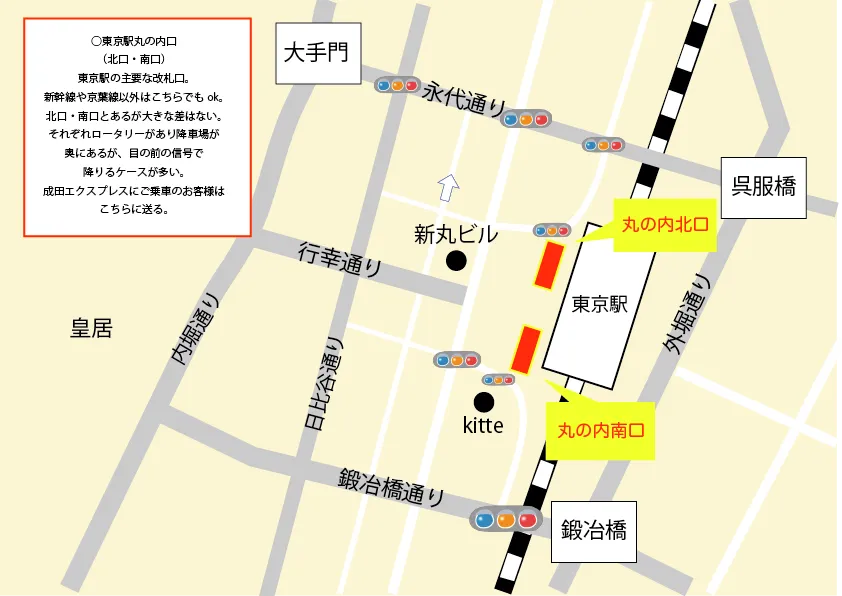 ○東京駅丸の内口
（北口・南口）
東京駅の主要な改札口。
新幹線や京葉線以外はこちらでもok。
北口・南口とあるが大きな差はない。
それぞれロータリーがあり降車場が
奥にあるが、目の前の信号で
降りるケースが多い。
成田エクスプレスにご乗車のお客様は
こちらに送る。
大手門
永代通り
呉服橋
丸の内北口
新丸ビル
行幸通り
東京駅
皇居
内堀通り
外堀通り
日比谷通り
kitte
丸の内南口
鍛冶橋通り
鍛冶橋